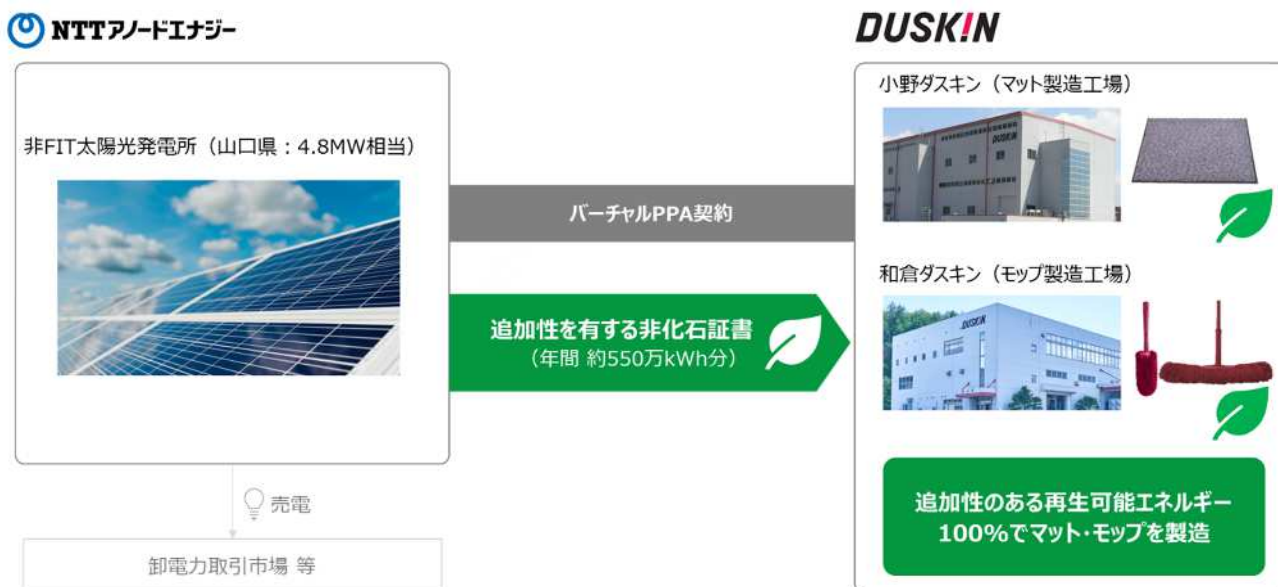 NTTアノードエナジー
DUSK!N
非FIT太陽光発電所（山口県：4.8MW相当）
バーチャルPPA契約
追加性を有する非化石証書
（年間 約550万kWh分）
売電
卸電力取引市場 等
小野ダスキン（マット製造工場）
DUSKIN
和倉ダスキン（モップ製造工場）
DUSKIN
追加性のある再生可能エネルギー
100%でマット・モップを製造